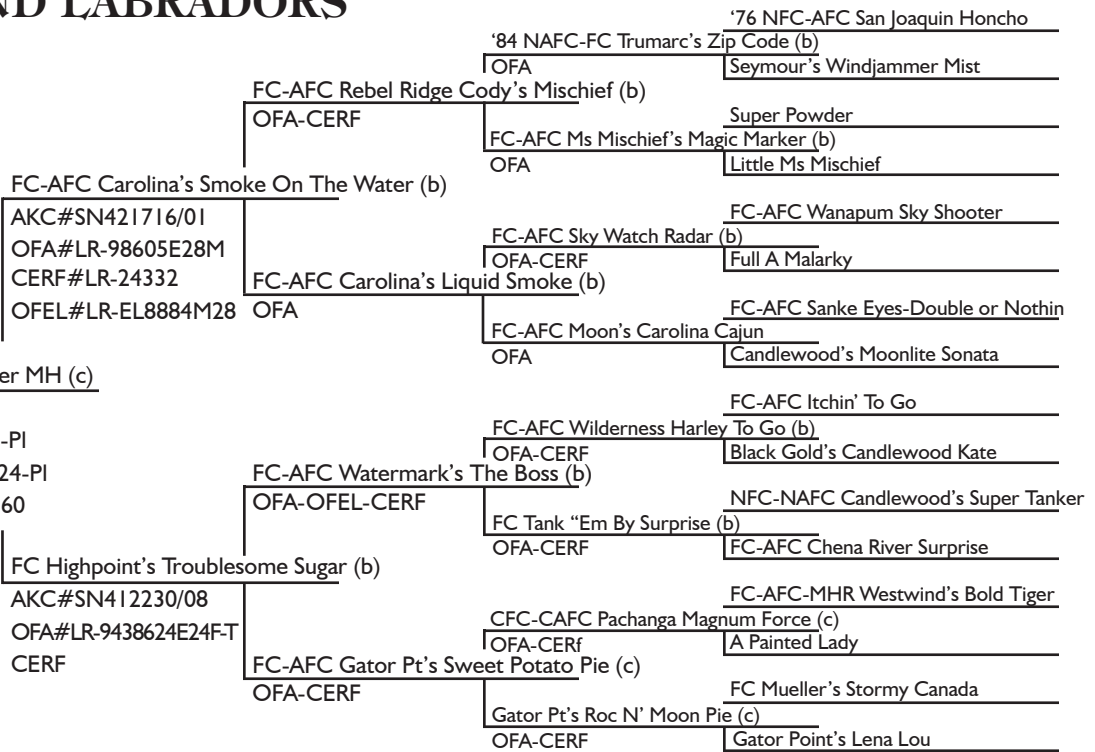 ND LABRADORS
'76 NFC-AFC San Joaquin Honcho
'84 NAFC-FC Trumarc's Zip Code (b)
OFA
Seymour's Windjammer Mist
FC-AFC Rebel Ridge Cody's Mischief (b)
OFA-CERF
Super Powder
FC-AFC Ms Mischief's Magic Marker (b)
OFA
Little Ms Mischief
FC-AFC Carolina's Smoke On The Water (b)
AKC#SN421716/01
OFA#LR-98605E28M
CERF#LR-24332
OFEL#LR-EL8884M28
FC-AFC Wanapum Sky Shooter
FC-AFC Sky Watch Radar (b)
OFA-CERF
Full A Malarky
FC-AFC Carolina's Liquid Smoke (b)
OFA
FC-AFC Sanke Eyes-Double or Nothin
FC-AFC Moon's Carolina Cajun
OFA
Candlewood's Moonlite Sonata
er MH (c)
-PI
24-PI
60
FC-AFC Itchin' To Go
FC-AFC Wilderness Harley To Go (b)
OFA-CERF
Black Gold's Candlewood Kate
FC-AFC Watermark's The Boss (b)
OFA-OFEL-CERF
NFC-NAFC Candlewood's Super Tanker
FC Tank "Em By Surprise (b)
OFA-CERF
FC-AFC Chena River Surprise
FC Highpoint's Troublesome Sugar (b)
AKC#SN412230/08
OFA#LR-9438624E24F-T
CERF
FC-AFC-MHR Westwind's Bold Tiger
CFC-CAFC Pachanga Magnum Force (c)
OFA-CERf
A Painted Lady
FC-AFC Gator Pt's Sweet Potato Pie (c)
OFA-CERF
FC Mueller's Stormy Canada
Gator Pt's Roc N' Moon Pie (c)
OFA-CERF
Gator Point's Lena Lou